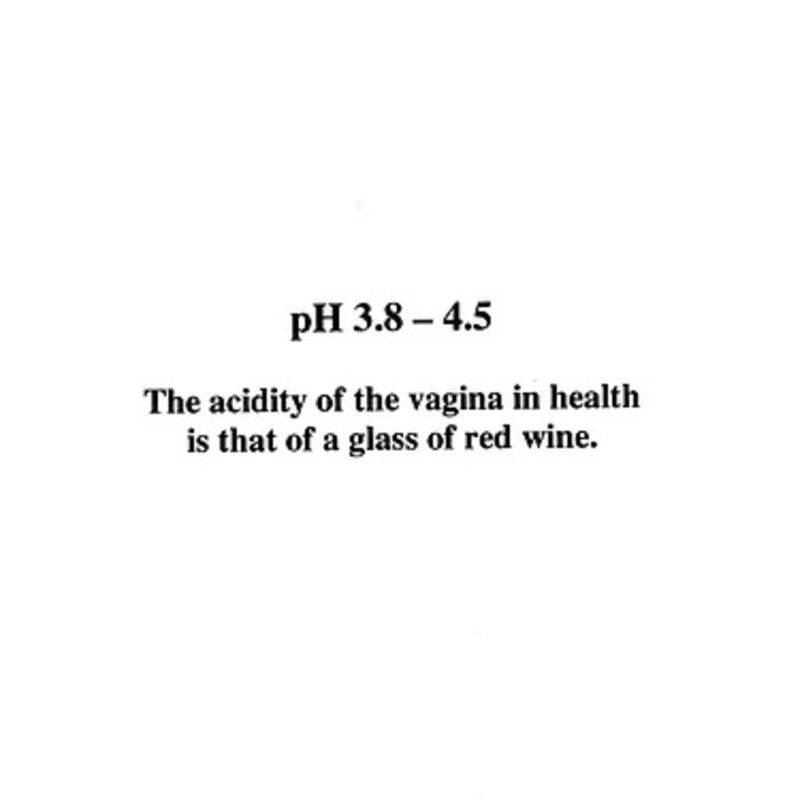 pH 3.8 – 4.5
The acidity of the vagina in health
is that of a glass of red wine.